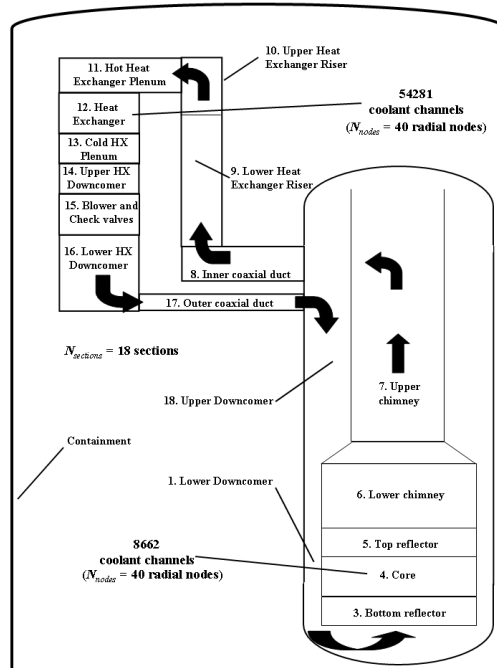 10. Upper Heat
Exchanger Riser
11. Hot Heat
Exchanger Plenum
54281
coolant channels
(Nnodes = 40 radial nodes)
12. Heat
Exchanger
13. Cold HX
Plenum
14. Upper HX
Downcomer
9. Lower Heat
Exchanger Riser
15. Blower and
Check valves
16. Lower HX
Downcomer
8. Inner coaxial duct
17. Outer coaxial duct
Nsections = 18 sections
7. Upper
chimney
18. Upper Downcomer
Containment
1. Lower Downcomer
6. Lower chimney
8662
coolant channels
(Nnodes = 40 radial nodes)
5. Top reflector
4. Core
3. Bottom reflector